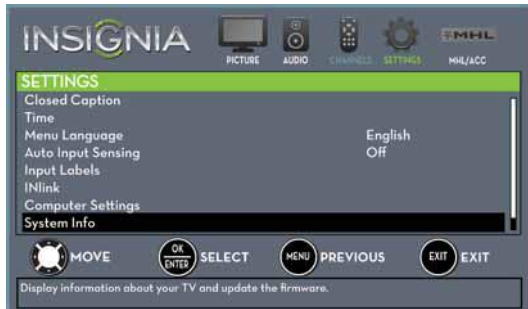 INSIGNIA
PICTURE AUDIO CHANNELS SETTINGS MHL MHL/ACC
SETTINGS
Closed Caption
Time
Menu Language English
Auto Input Sensing Off
Input Labels
INlink
Computer Settings
System Info
MOVE OK ENTER SELECT MENU PREVIOUS EXIT EXIT
Display information about your TV and update the firmware.